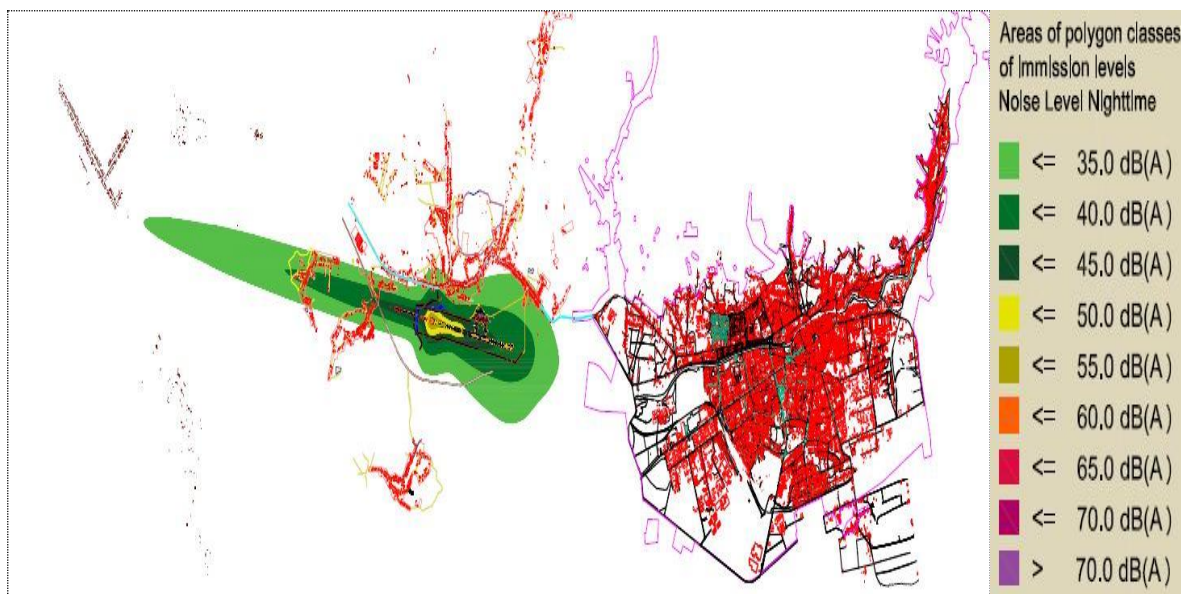 Areas of polygon classes
of Immission levels
Noise Level Nighttime
<= 35.0 dB(A)
<= 40.0 dB(A)
<= 45.0 dB(A)
<= 50.0 dB(A)
<= 55.0 dB(A)
<= 60.0 dB(A)
<= 65.0 dB(A)
<= 70.0 dB(A)
> 70.0 dB(A)